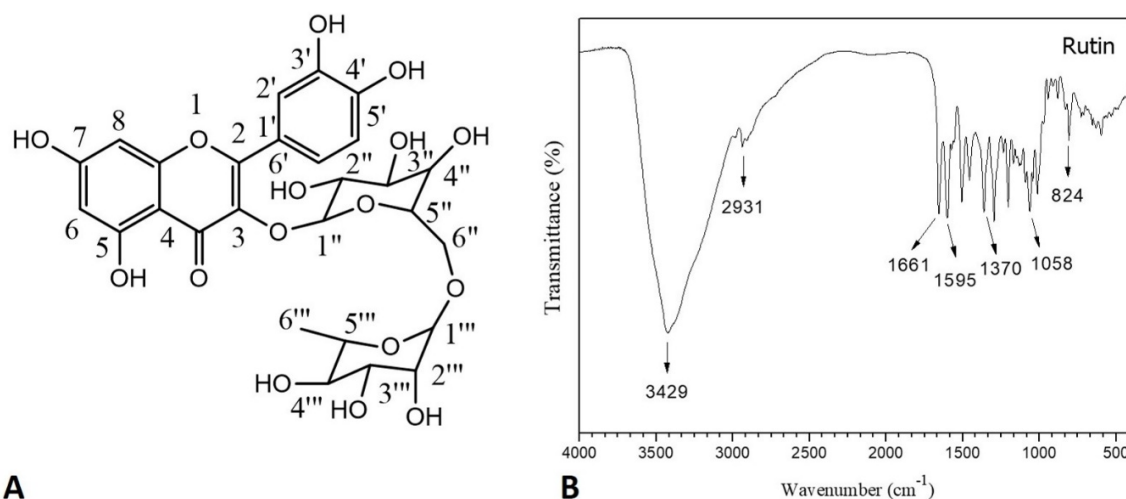 OH
3'
OH
4'
2'
5'
1'
6'
HO
7
8
1
O
2
6
5
4
3
OH
O
O
HO
HO
OH
2''
3''
4''
O
5''
1''
6''
O
6'''
5'''
O
1'''
HO
4'''
HO
3'''
OH
2'''
A
Rutin
Transmittance (%)
2931
824
1661
1595
1370
1058
3429
4000 3500 3000 2500 2000 1500 1000 500
Wavenumber (cm⁻¹)
B